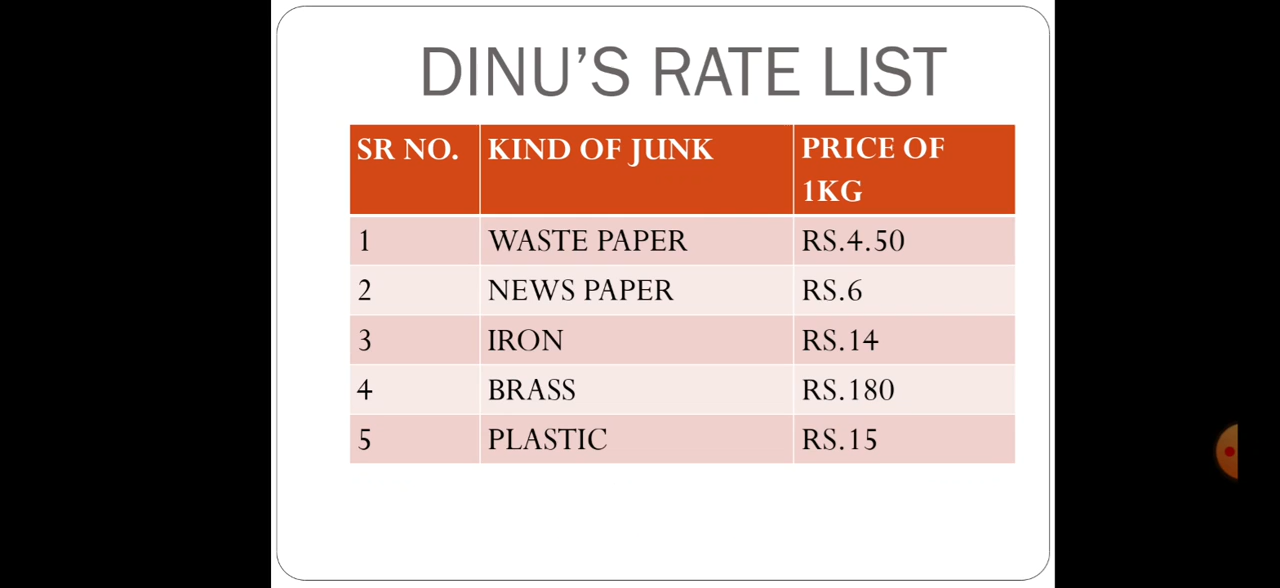 DINU’S RATE LIST
SR NO. KIND OF JUNK PRICE OF
1KG
1 WASTE PAPER RS.4.50
2 NEWS PAPER RS.6
3 IRON RS.14
4 BRASS RS.180
5 PLASTIC RS.15